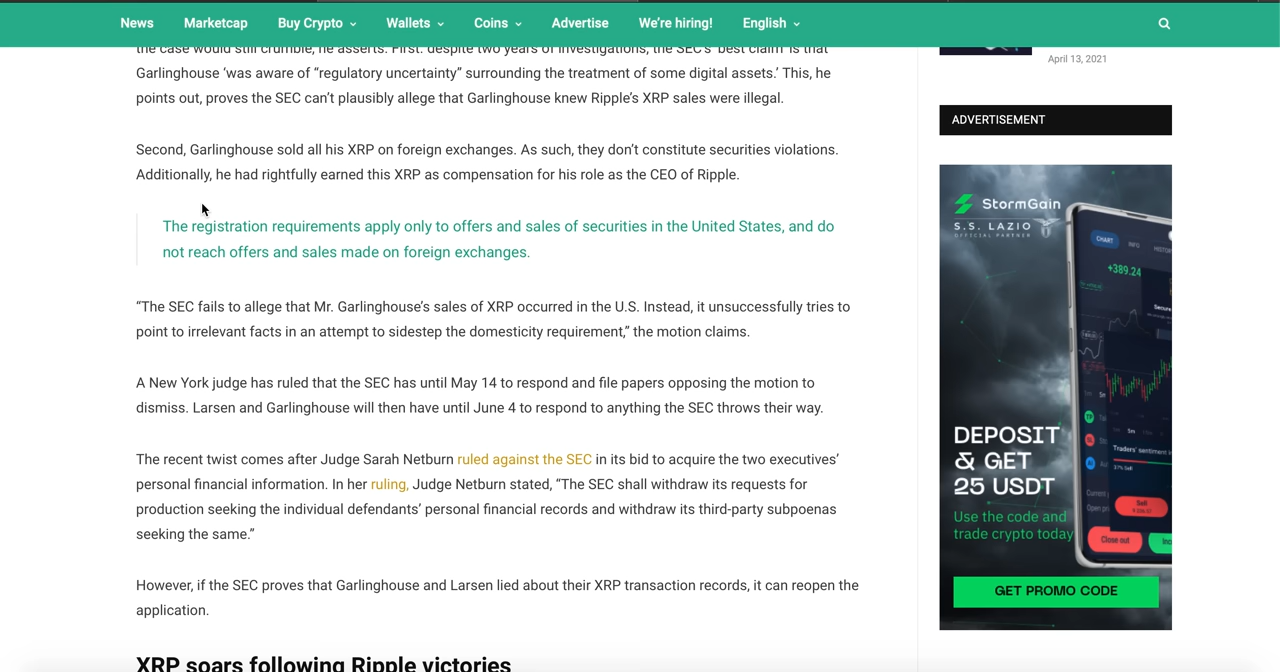 News Marketcap Buy Crypto Wallets Coins Advertise We're hiring! English
the case would still crumble, he asserts. First: despite two years of investigations, the SEC's 'best claim' is that
Garlinghouse 'was aware of “regulatory uncertainty” surrounding the treatment of some digital assets.' This, he
points out, proves the SEC can't plausibly allege that Garlinghouse knew Ripple's XRP sales were illegal.
Second, Garlinghouse sold all his XRP on foreign exchanges. As such, they don't constitute securities violations.
Additionally, he had rightfully earned this XRP as compensation for his role as the CEO of Ripple.
The registration requirements apply only to offers and sales of securities in the United States, and do
not reach offers and sales made on foreign exchanges.
“The SEC fails to allege that Mr. Garlinghouse's sales of XRP occurred in the U.S. Instead, it unsuccessfully tries to
point to irrelevant facts in an attempt to sidestep the domesticity requirement,” the motion claims.
A New York judge has ruled that the SEC has until May 14 to respond and file papers opposing the motion to
dismiss. Larsen and Garlinghouse will then have until June 4 to respond to anything the SEC throws their way.
The recent twist comes after Judge Sarah Netburn ruled against the SEC in its bid to acquire the two executives'
personal financial information. In her ruling, Judge Netburn stated, “The SEC shall withdraw its requests for
production seeking the individual defendants' personal financial records and withdraw its third-party subpoenas
seeking the same.”
However, if the SEC proves that Garlinghouse and Larsen lied about their XRP transaction records, it can reopen the
application.
XRP soars following Ripple victories
April 13, 2021
ADVERTISEMENT
StormGain
S.S. LAZIO
OFFICIAL PARTNER
CHART INFO
+389.24
Traders' sentiment
Sell
Close out
DEPOSIT
& GET
25 USDT
Use the code and
trade crypto today
GET PROMO CODE